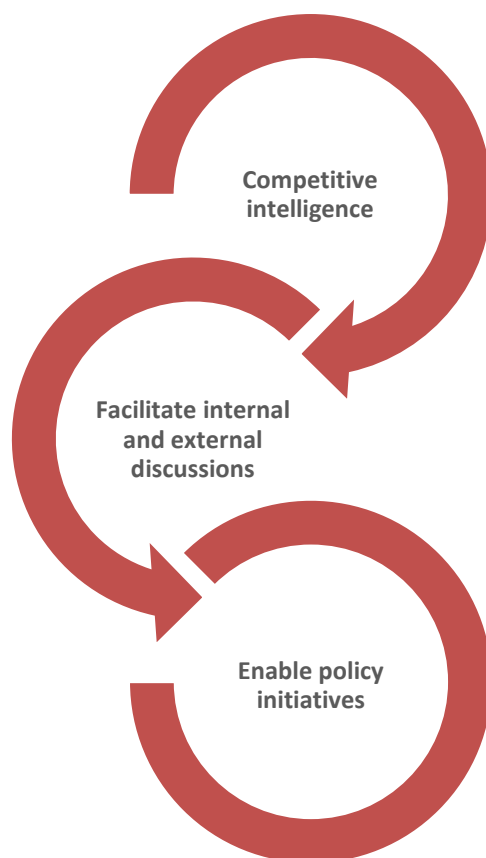 Competitive
intelligence
Facilitate internal
and external
discussions
Enable policy
initiatives